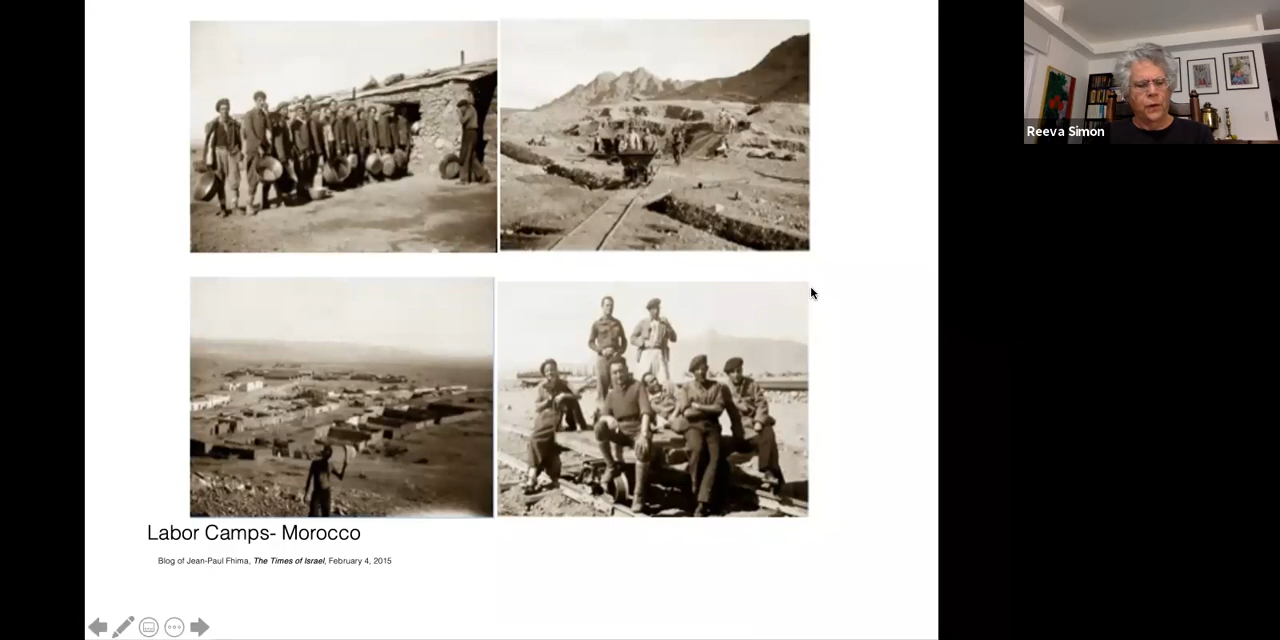 Reeva Simon
Labor Camps- Morocco
Blog of Jean-Paul Fhima, The Times of Israel, February 4, 2015